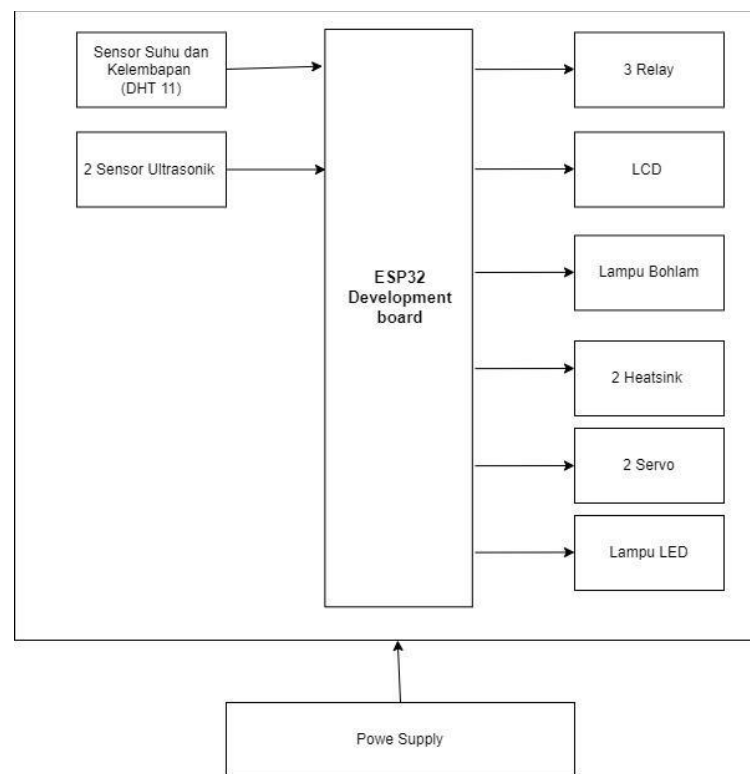 Sensor Suhu dan
Kelembapan
(DHT 11)
2 Sensor Ultrasonik
ESP32
Development
board
3 Relay
LCD
Lampu Bohlam
2 Heatsink
2 Servo
Lampu LED
Powe Supply